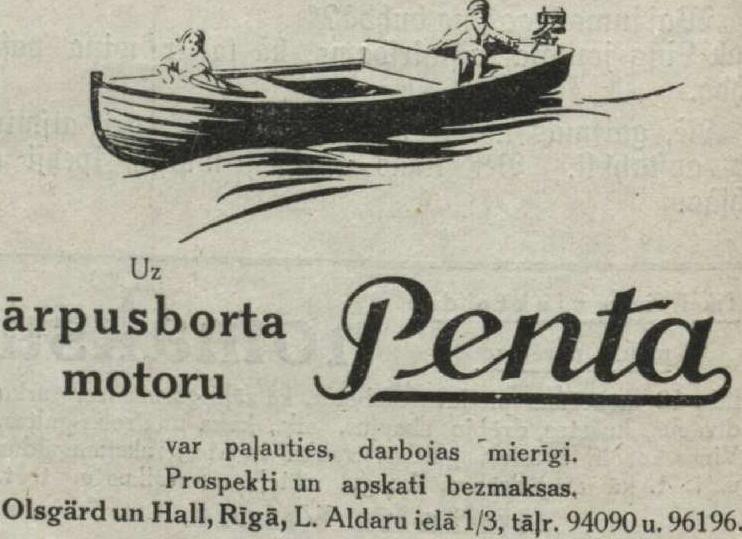 Uz
ārpusborta
motoru
Penta
var paļauties, darbojas mierīgi.
Prospekti un apskati bezmaksas.
Olsgärd un Hall, Rīgā, L. Aldaru ielā 1/3, tāļr. 94090 u. 96196.